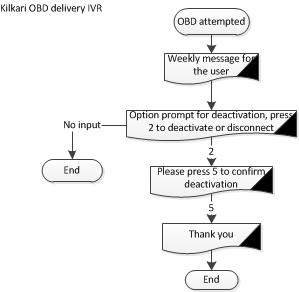 Kilkari OBD delivery IVR
OBD attempted
Weekly message for
the user
Option prompt for deactivation, press
2 to deactivate or disconnect
No input
2
End
Please press 5 to confirm
deactivation
5
Thank you
End